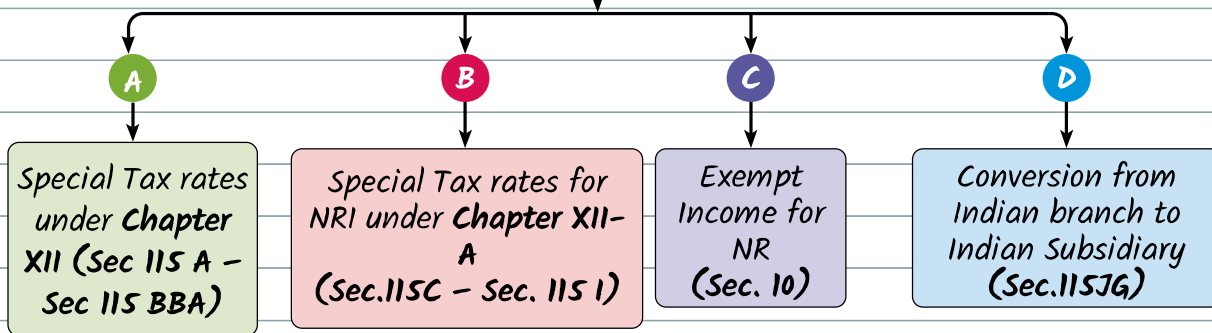 A
B
C
D
Special Tax rates
under Chapter
XII (Sec 115 A –
Sec 115 BBA)
Special Tax rates for
NRI under Chapter XII-
A
(Sec.115C – Sec. 115 I)
Exempt
Income for
NR
(Sec. 10)
Conversion from
Indian branch to
Indian Subsidiary
(Sec.115JG)